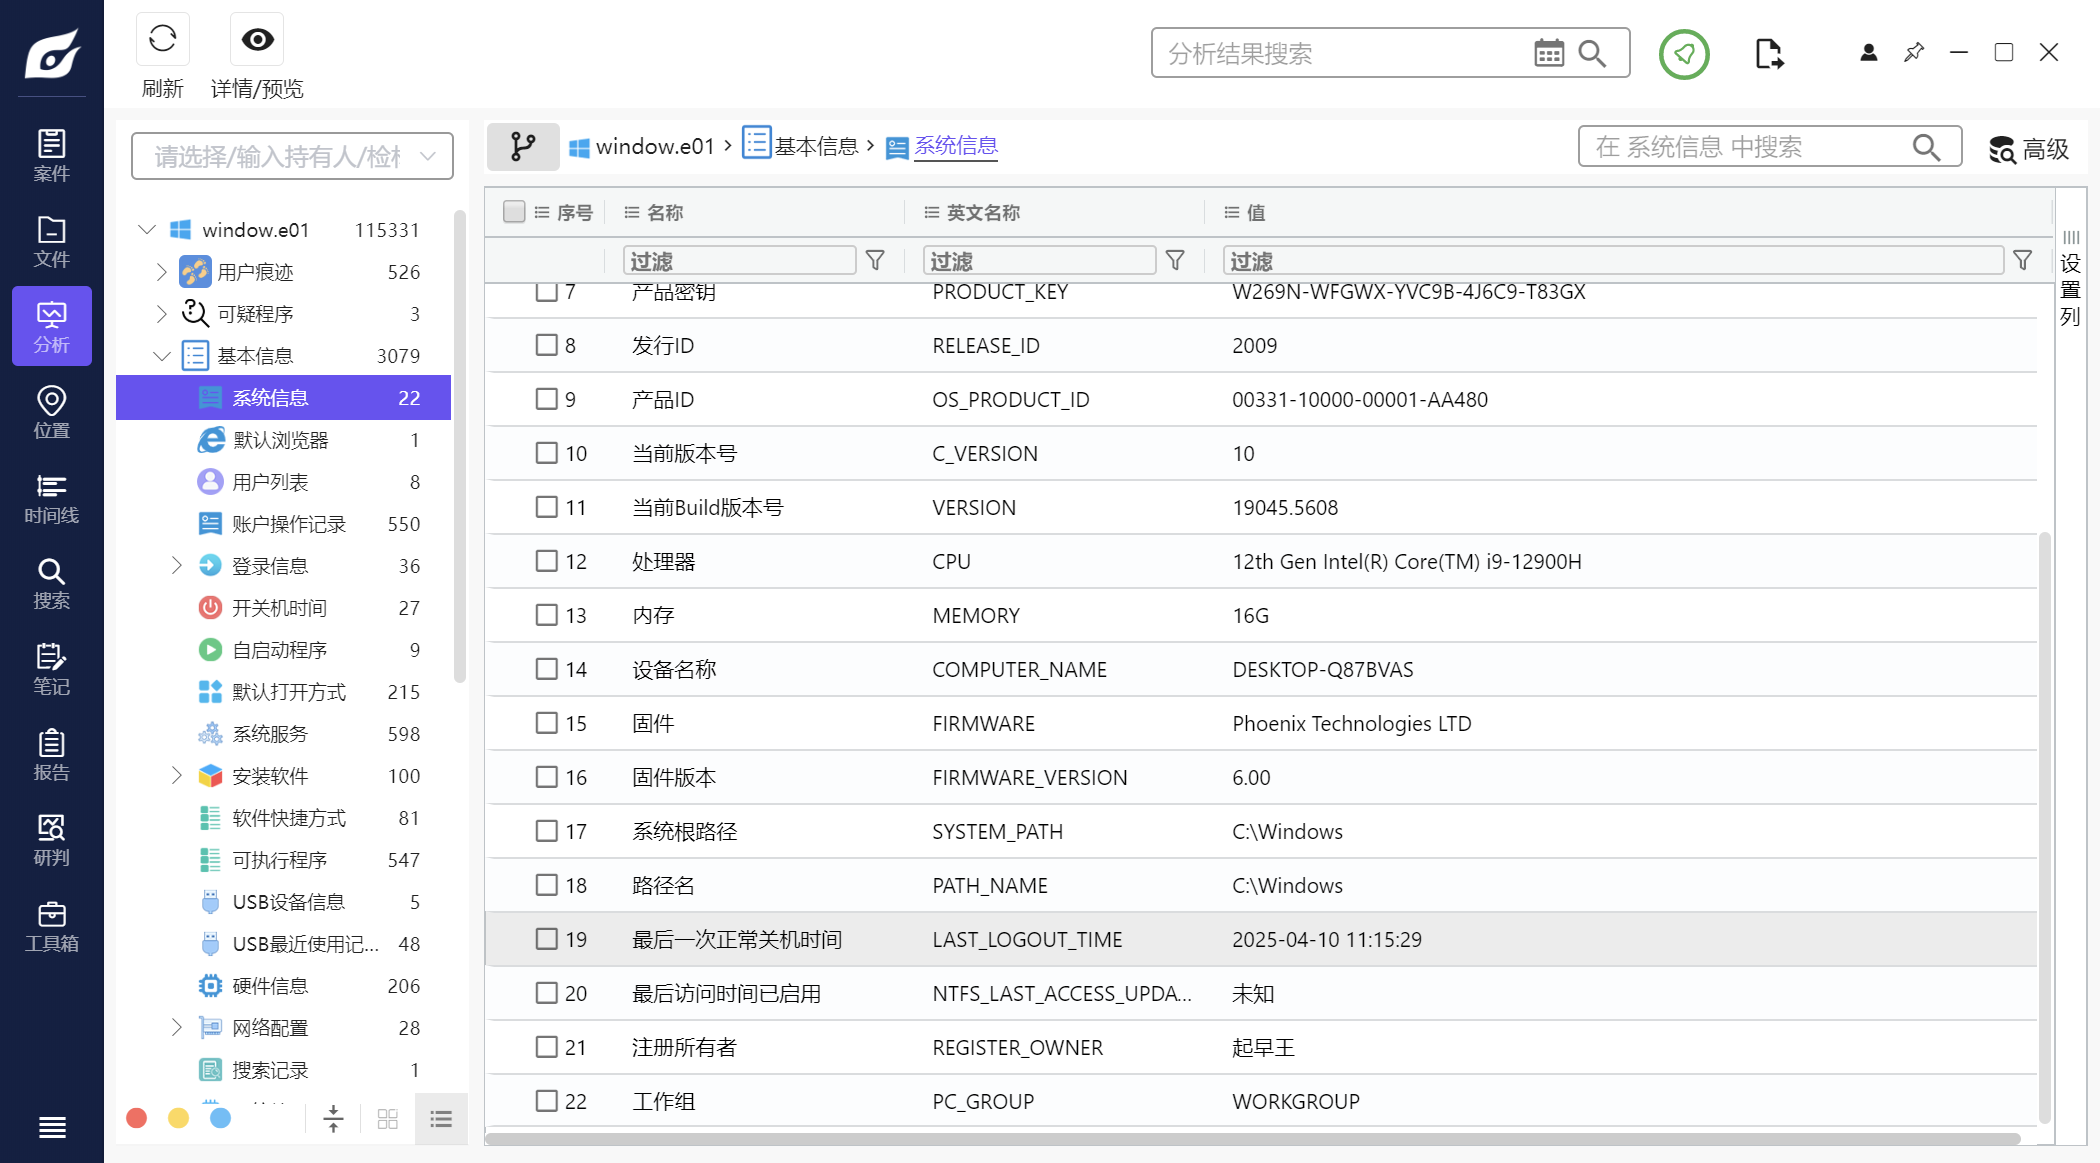 刷新
详情/预览
分析结果搜索
案件
文件
分析
位置
时间线
搜索
笔记
报告
研判
工具箱
请选择/输入持有人/检
window.e01 115331
用户痕迹 526
可疑程序 3
基本信息 3079
系统信息 22
默认浏览器 1
用户列表 8
账户操作记录 550
登录信息 36
开关机时间 27
自启动程序 9
默认打开方式 215
系统服务 598
安装软件 100
软件快捷方式 81
可执行程序 547
USB设备信息 5
USB最近使用记... 48
硬件信息 206
网络配置 28
搜索记录 1
window.e01 > 基本信息 > 系统信息
在 系统信息 中搜索
高级
序号 名称 英文名称 值
过滤 过滤 过滤
7 产品密钥 PRODUCT_KEY W269N-WFGWX-YVC9B-4J6C9-T83GX
8 发行ID RELEASE_ID 2009
9 产品ID OS_PRODUCT_ID 00331-10000-00001-AA480
10 当前版本号 C_VERSION 10
11 当前Build版本号 VERSION 19045.5608
12 处理器 CPU 12th Gen Intel(R) Core(TM) i9-12900H
13 内存 MEMORY 16G
14 设备名称 COMPUTER_NAME DESKTOP-Q87BVAS
15 固件 FIRMWARE Phoenix Technologies LTD
16 固件版本 FIRMWARE_VERSION 6.00
17 系统根路径 SYSTEM_PATH C:\Windows
18 路径名 PATH_NAME C:\Windows
19 最后一次正常关机时间 LAST_LOGOUT_TIME 2025-04-10 11:15:29
20 最后访问时间已启用 NTFS_LAST_ACCESS_UPDA... 未知
21 注册所有者 REGISTER_OWNER 起早王
22 工作组 PC_GROUP WORKGROUP
设置列